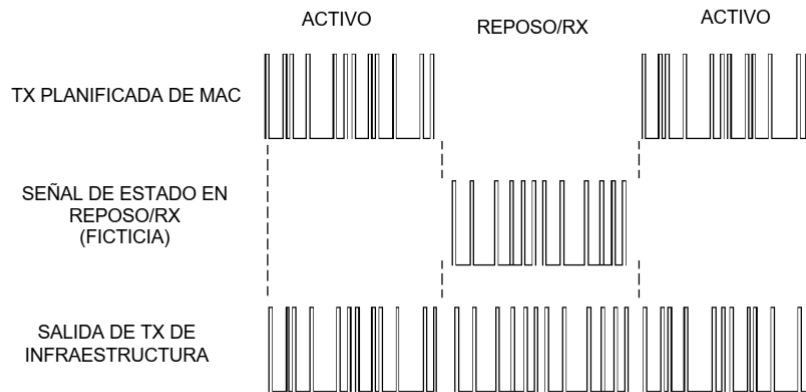 ACTIVO
REPOSO/RX
ACTIVO
TX PLANIFICADA DE MAC
SEÑAL DE ESTADO EN
REPOSO/RX
(FICTICIA)
SALIDA DE TX DE
INFRAESTRUCTURA